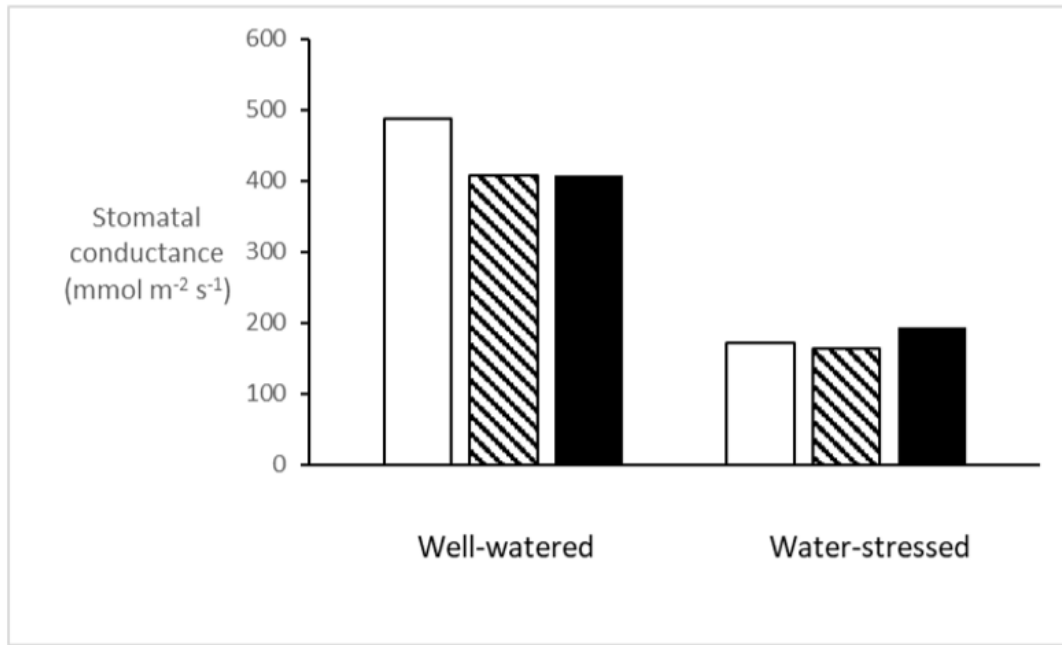 600
500
400
300
200
100
0
Stomatal
conductance
(mmol m⁻² s⁻¹)
Well-watered
Water-stressed